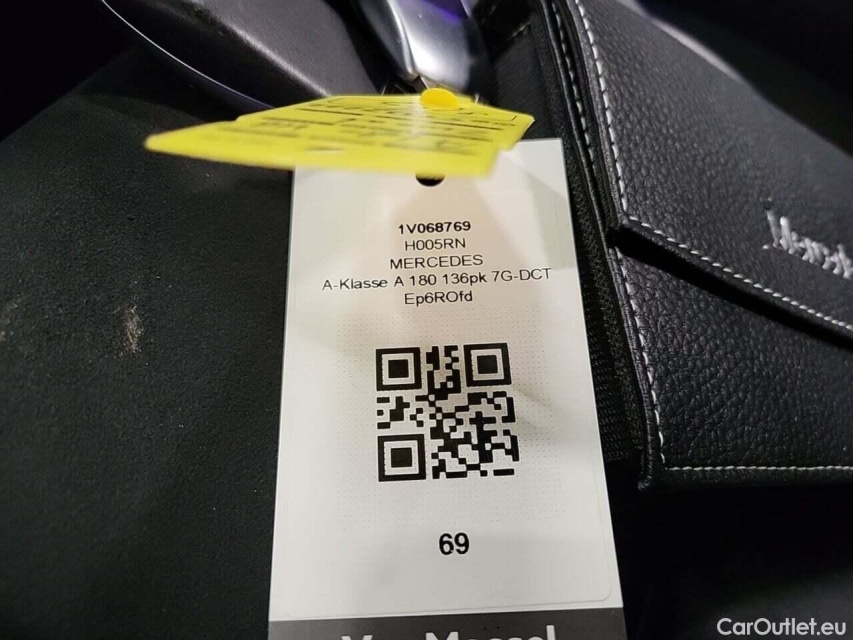 1V068769
H005RN
MERCEDES
A-Klasse A 180 136pk 7G-DCT
Ep6ROfd
69
CarOutlet.eu